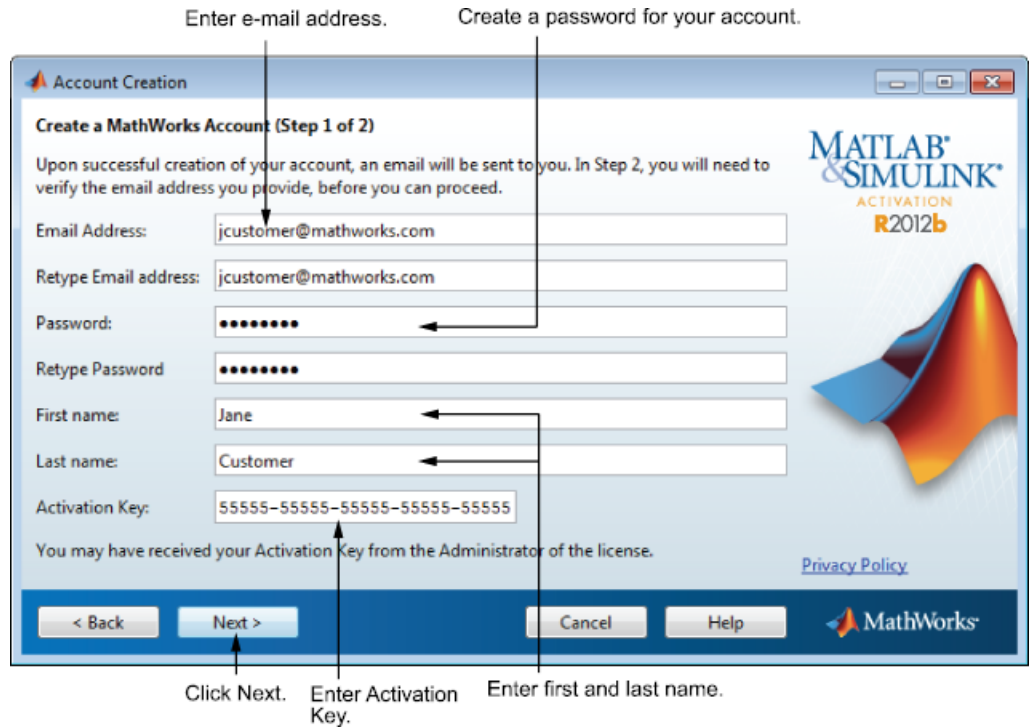 Enter e-mail address.
Create a password for your account.
Account Creation
Create a MathWorks Account (Step 1 of 2)
Upon successful creation of your account, an email will be sent to you. In Step 2, you will need to
verify the email address you provide, before you can proceed.
MATLAB®
&SIMULINK®
ACTIVATION
R2012b
Email Address:
jcustomer@mathworks.com
Retype Email address:
jcustomer@mathworks.com
Password:
••••••••
Retype Password
••••••••
First name:
Jane
Last name:
Customer
Activation Key:
55555-55555-55555-55555-55555
You may have received your Activation Key from the Administrator of the license.
Privacy Policy
< Back
Next >
Cancel
Help
MathWorks®
Click Next.
Enter Activation
Key.
Enter first and last name.